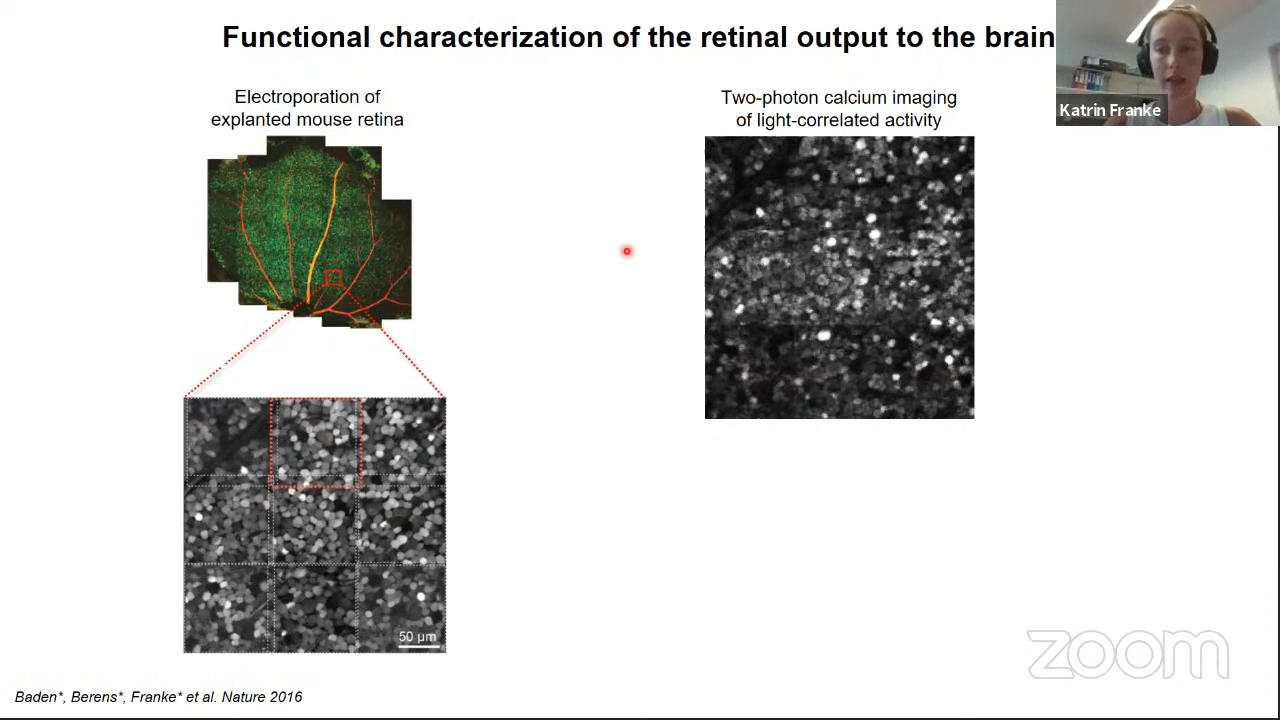 Functional characterization of the retinal output to the brain
Electroporation of
explanted mouse retina
Two-photon calcium imaging
of light-correlated activity
Katrin Franke
50 µm
zoom
Baden*, Berens*, Franke* et al. Nature 2016